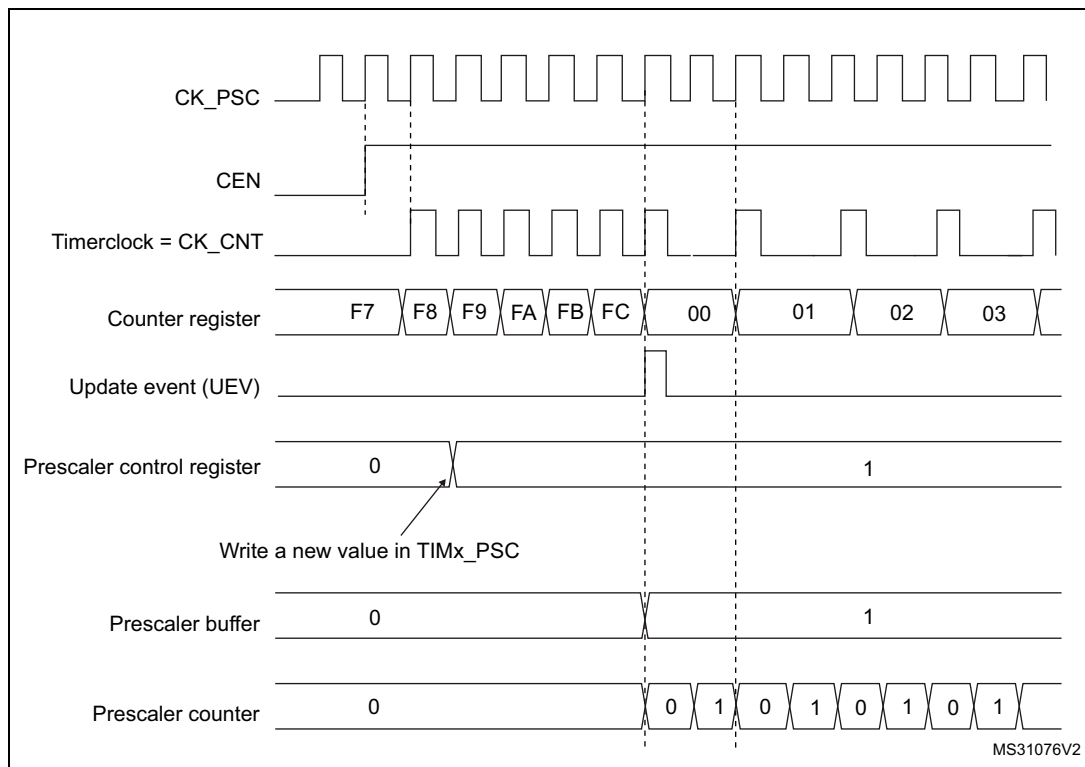 CK_PSC
CEN
Timerclock = CK_CNT
Counter register F7 F8 F9 FA FB FC 00 01 02 03
Update event (UEV)
Prescaler control register 0 1
Write a new value in TIMx_PSC
Prescaler buffer 0 1
Prescaler counter 0 0 1 0 1 0 1 0 1
MS31076V2